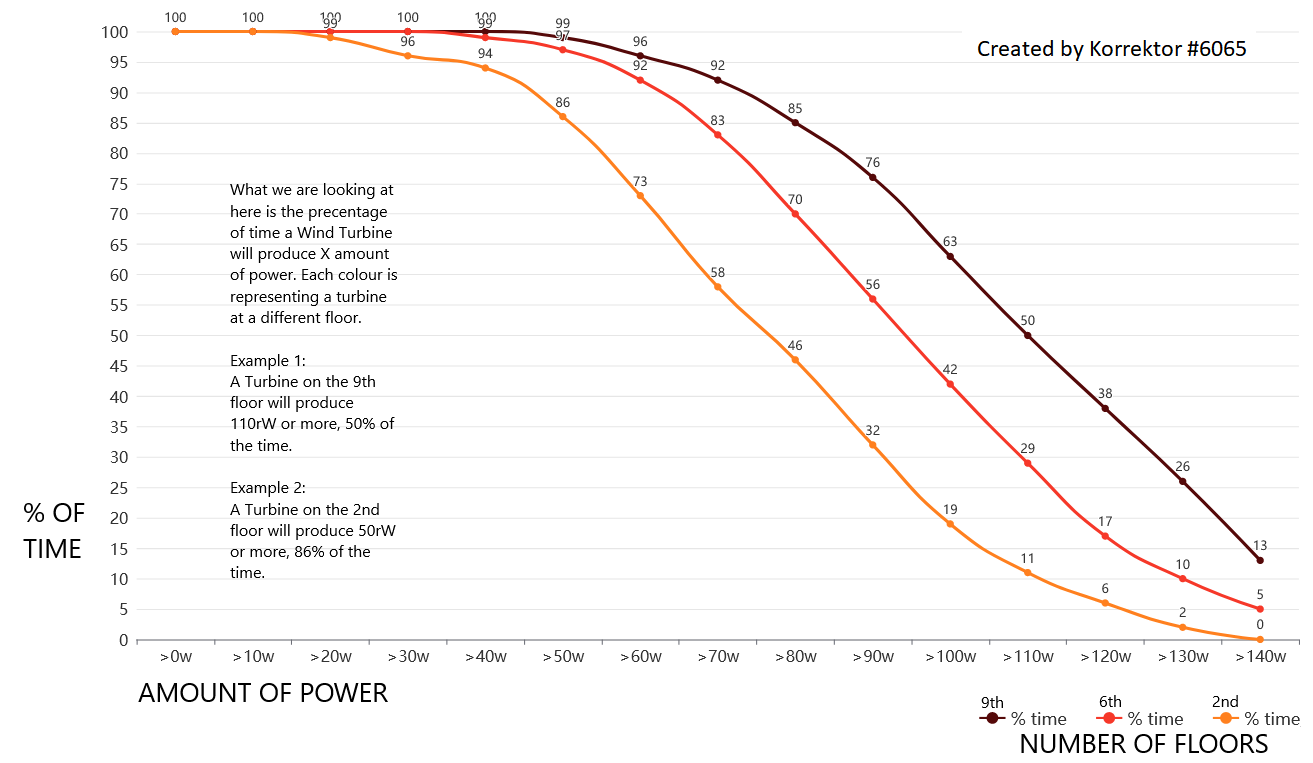 Created by Korrektor #6065
100 100 100 100 100 99 96 92 85 76 63 50 38 26 13
99 97 92 83 70 56 42 29 17 10 5
99 96 94 86 73 58 46 32 19 11 6 2 0
100
95
90
85
80
75
70
65
60
55
50
45
40
35
30
25
20
15
10
5
0
What we are looking at
here is the precentage
of time a Wind Turbine
will produce X amount
of power. Each colour is
representing a turbine
at a different floor.
Example 1:
A Turbine on the 9th
floor will produce
110rW or more, 50% of
the time.
Example 2:
A Turbine on the 2nd
floor will produce 50rW
or more, 86% of the
time.
% OF
TIME
>0w >10w >20w >30w >40w >50w >60w >70w >80w >90w >100w >110w >120w >130w >140w
AMOUNT OF POWER
9th 6th 2nd
% time % time % time
NUMBER OF FLOORS